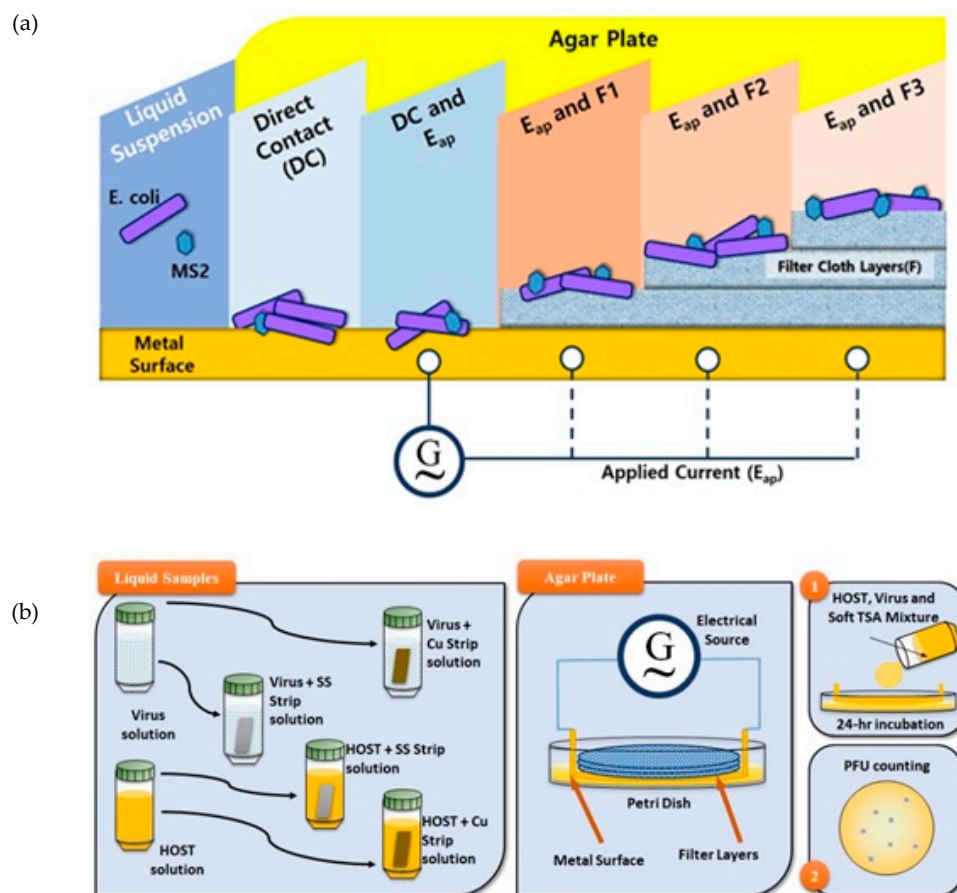 (a)
Agar Plate
Liquid
Suspension
Direct
Contact
(DC)
DC and
Eap
Eap and F1
Eap and F2
Eap and F3
E. coli
MS2
Filter Cloth Layers(F)
Metal
Surface
G
~
Applied Current (Eap)
(b)
Liquid Samples
Virus +
Cu Strip
solution
Virus + SS
Strip
solution
Virus
solution
HOST + SS Strip
solution
HOST + Cu
Strip
solution
HOST
solution
Agar Plate
G
~
Electrical
Source
Petri Dish
Metal Surface
Filter Layers
1
HOST, Virus and
Soft TSA Mixture
24-hr incubation
PFU counting
2